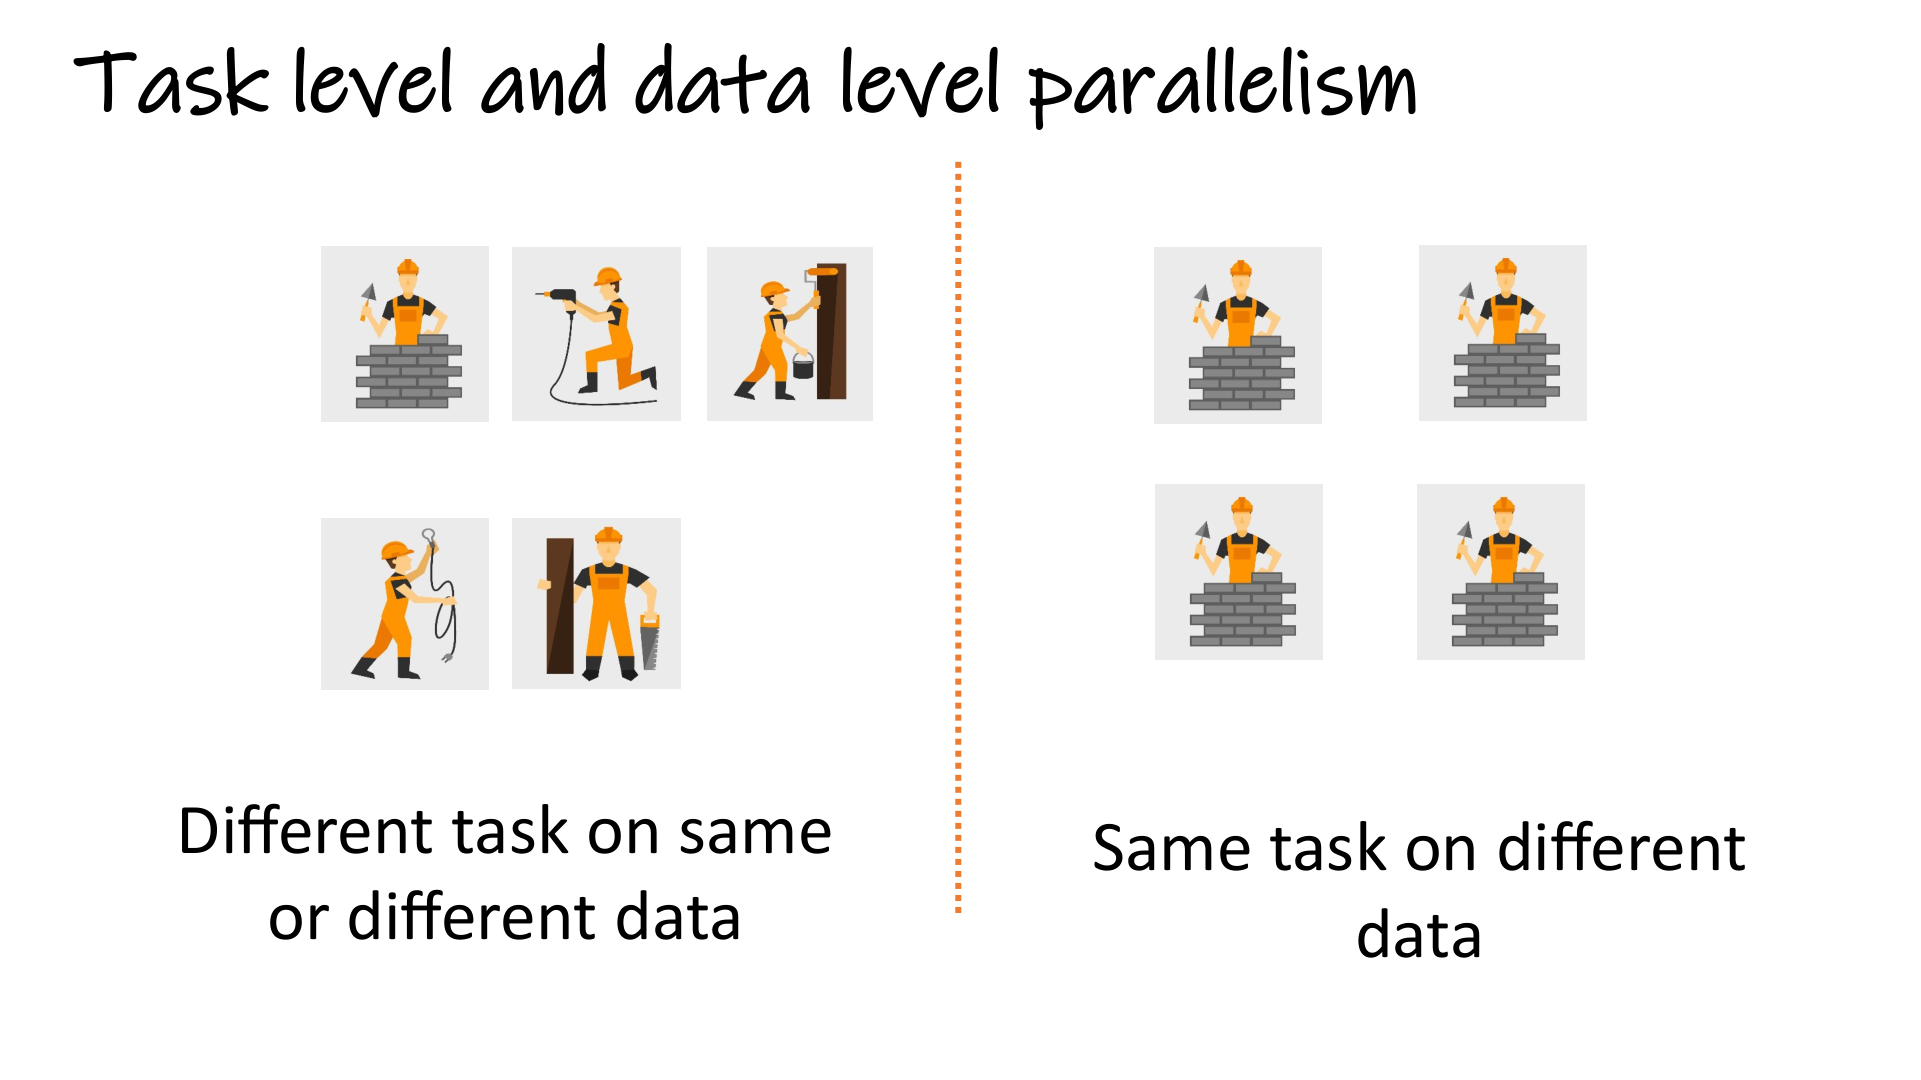 Task level and data level parallelism
Different task on same
or different data
Same task on different
data